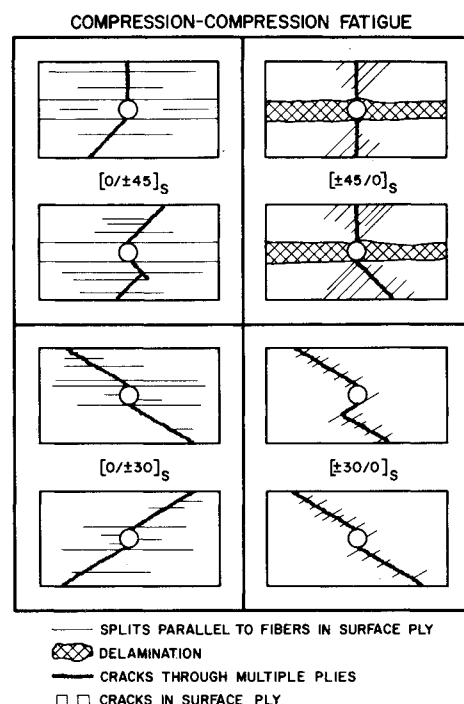 COMPRESSION-COMPRESSION FATIGUE
[0/±45]S
[±45/0]S
[0/±30]S
[±30/0]S
SPLITS PARALLEL TO FIBERS IN SURFACE PLY
DELAMINATION
CRACKS THROUGH MULTIPLE PLIES
CRACKS IN SURFACE PLY